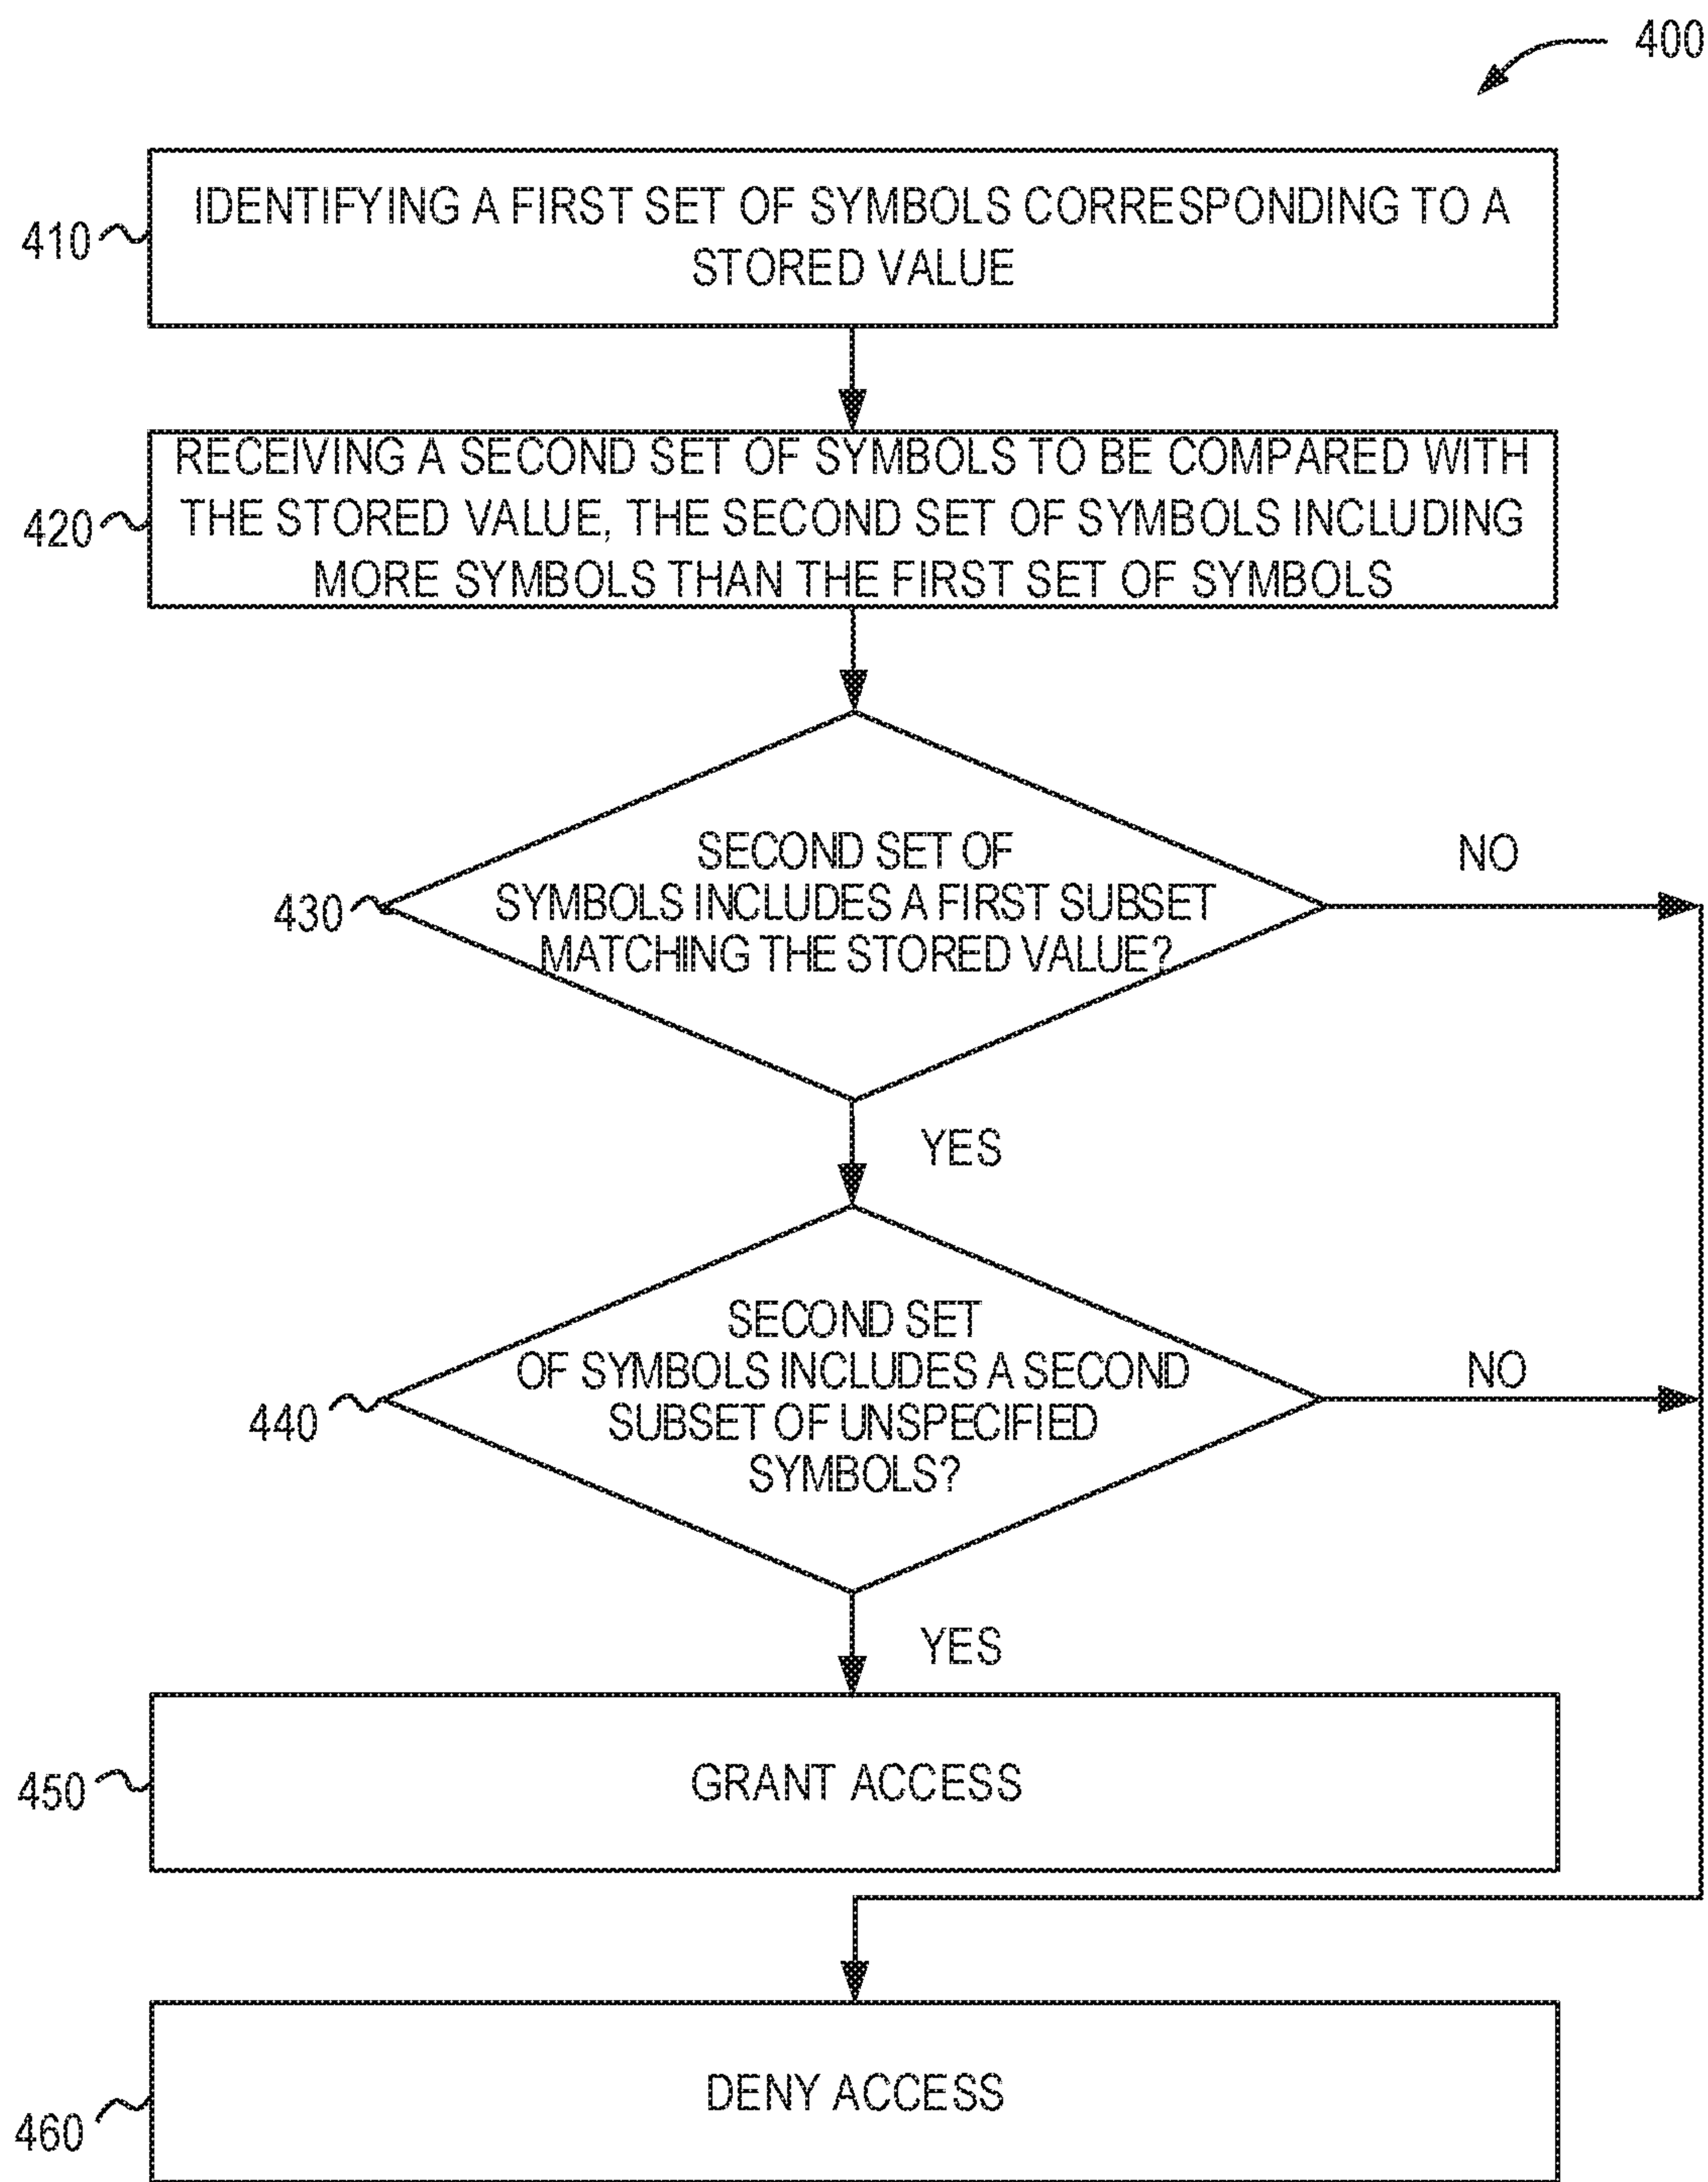 400
410
IDENTIFYING A FIRST SET OF SYMBOLS CORRESPONDING TO A
STORED VALUE
420
RECEIVING A SECOND SET OF SYMBOLS TO BE COMPARED WITH
THE STORED VALUE, THE SECOND SET OF SYMBOLS INCLUDING
MORE SYMBOLS THAN THE FIRST SET OF SYMBOLS
430
SECOND SET OF
SYMBOLS INCLUDES A FIRST SUBSET
MATCHING THE STORED VALUE?
NO
YES
440
SECOND SET
OF SYMBOLS INCLUDES A SECOND
SUBSET OF UNSPECIFIED
SYMBOLS?
NO
YES
450
GRANT ACCESS
460
DENY ACCESS